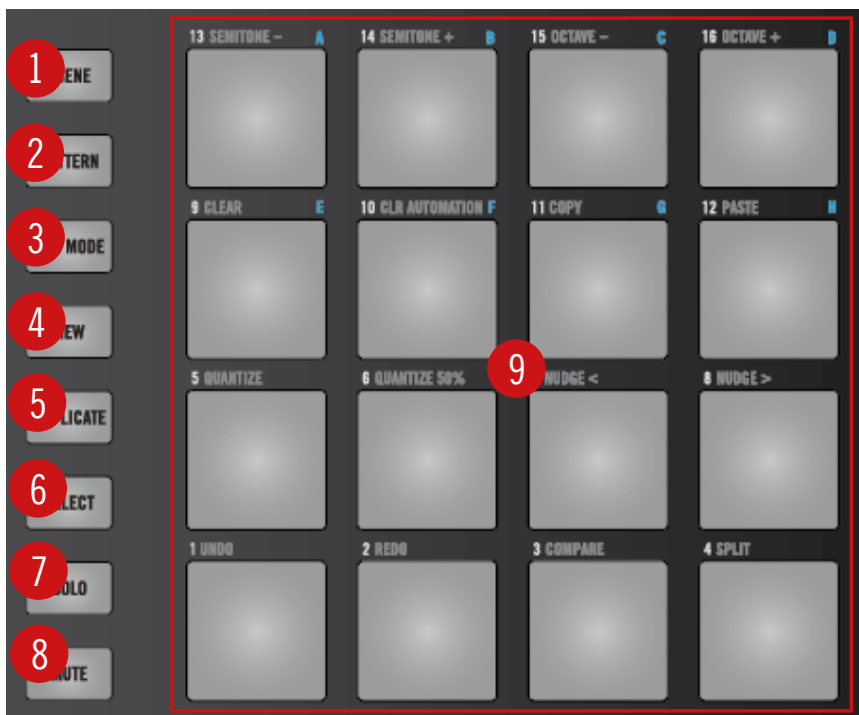 13 SEMITONE – A 14 SEMITONE + B 15 OCTAVE – C 16 OCTAVE + D
1 ENE
2 TTERN
9 CLEAR E 10 CLR AUTOMATION F 11 COPY G 12 PASTE H
3 MODE
4 EW
5 QUANTIZE 6 QUANTIZE 50% 9 NUDGE < 8 NUDGE >
5 LICATE
6 LECT
1 UNDO 2 REDO 3 COMPARE 4 SPLIT
7 OLO
8 MUTE